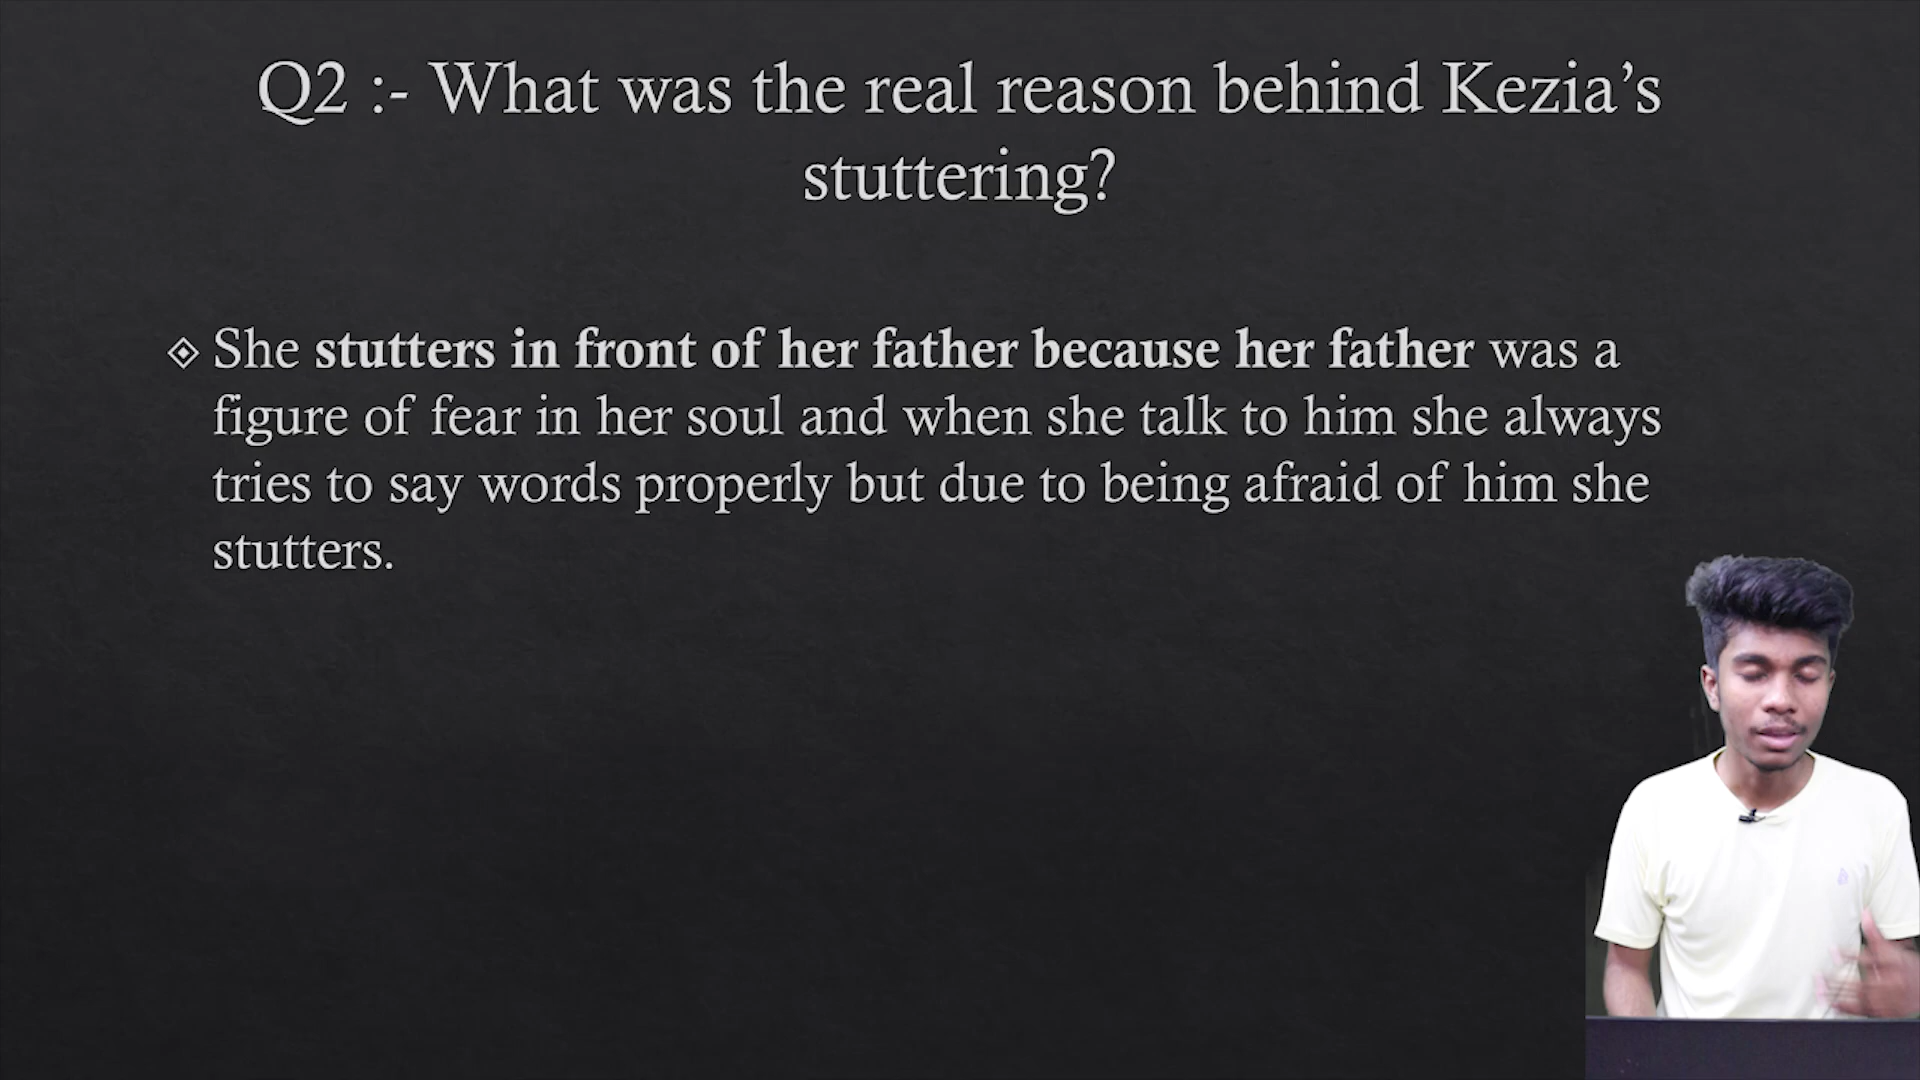 Q2 :- What was the real reason behind Kezia’s
stuttering?
She stutters in front of her father because her father was a
figure of fear in her soul and when she talk to him she always
tries to say words properly but due to being afraid of him she
stutters.